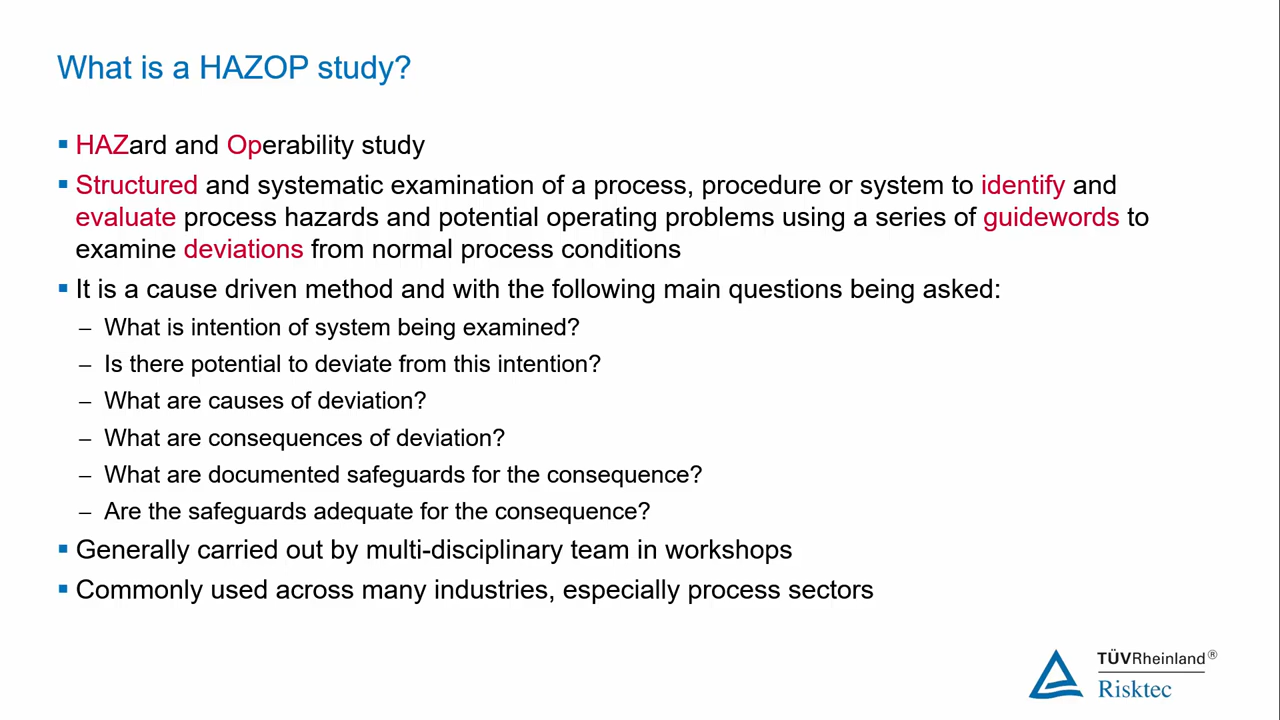 What is a HAZOP study?
HAZard and Operability study
Structured and systematic examination of a process, procedure or system to identify and
evaluate process hazards and potential operating problems using a series of guidewords to
examine deviations from normal process conditions
It is a cause driven method and with the following main questions being asked:
– What is intention of system being examined?
– Is there potential to deviate from this intention?
– What are causes of deviation?
– What are consequences of deviation?
– What are documented safeguards for the consequence?
– Are the safeguards adequate for the consequence?
Generally carried out by multi-disciplinary team in workshops
Commonly used across many industries, especially process sectors
TÜVRheinland®
Risktec